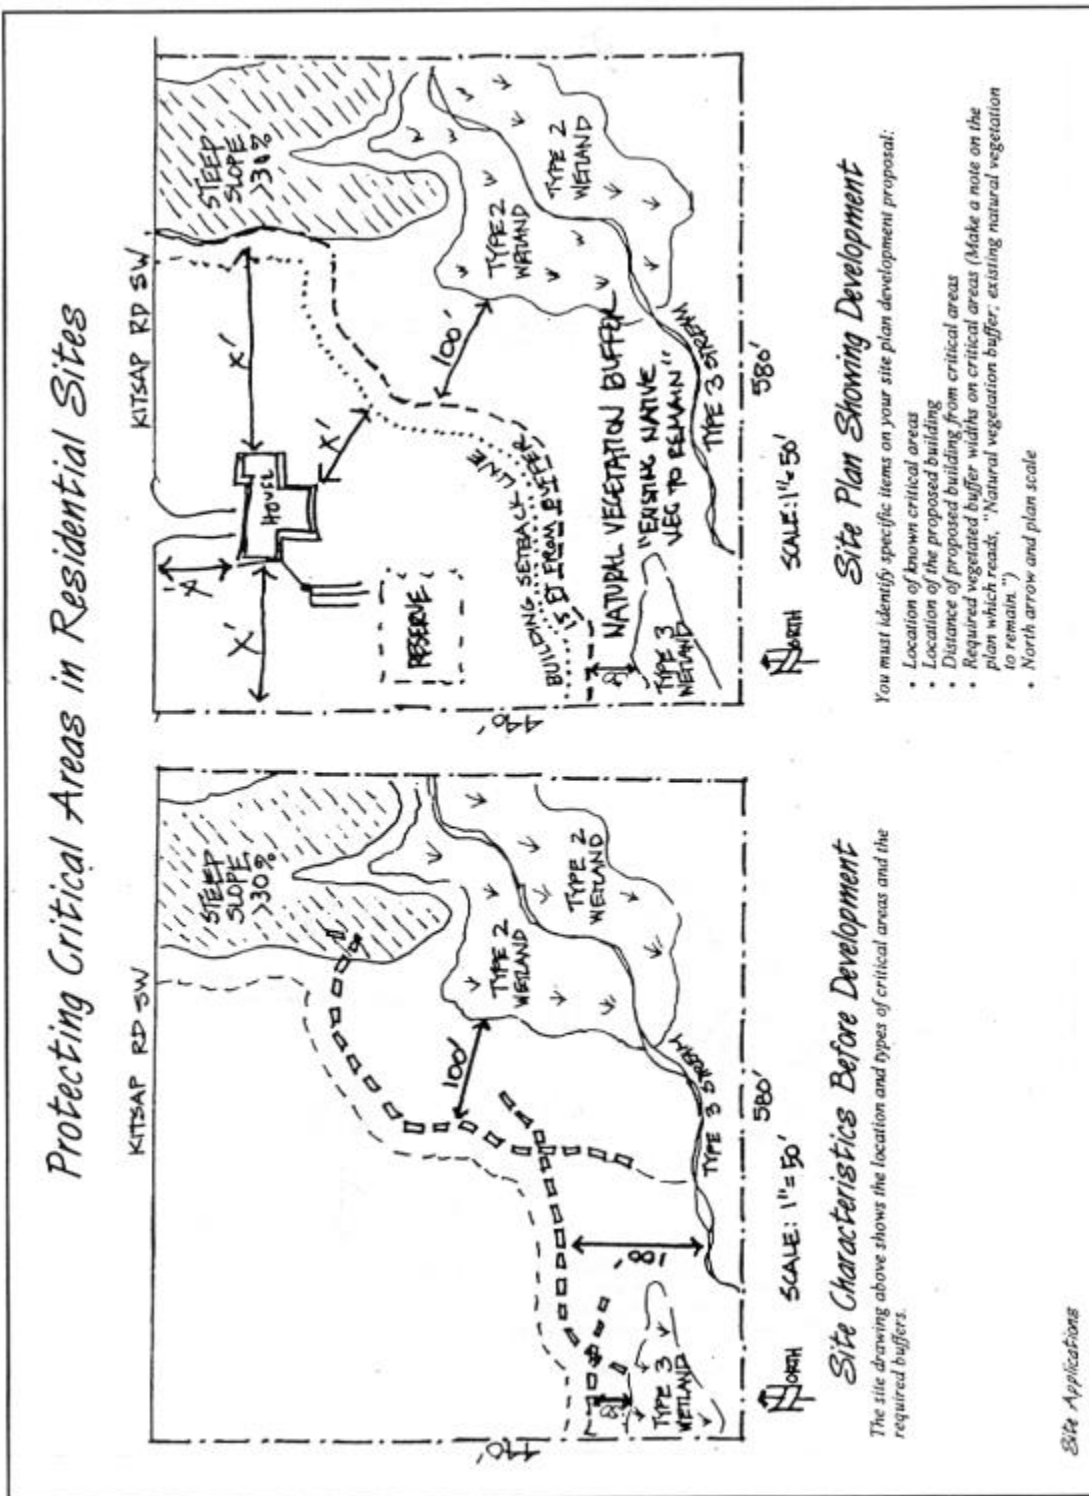 Protecting Critical Areas in Residential Sites
KITSAP RD SW
STEEP
SLOPE
>30%
TYPE 2
WETLAND
TYPE 2
WETLAND
100'
100'
TYPE 3
WETLAND
TYPE 3 STREAM
440'
580'
NORTH
SCALE: 1"=50'
Site Characteristics Before Development
The site drawing above shows the location and types of critical areas and the
required buffers.
KITSAP RD SW
STEEP
SLOPE
>30%
X'
X'
X'
X'
HOUSE
RESERVE
TYPE 2
WETLAND
TYPE 2
WETLAND
100'
BUILDING SETBACK LINE
15 FT FROM BUFFER
NATURAL VEGETATION BUFFER
"EXISTING NATIVE
VEG TO REMAIN"
TYPE 3
WETLAND
TYPE 3 STREAM
440'
580'
NORTH
SCALE: 1"=50'
Site Plan Showing Development
You must identify specific items on your site plan development proposal:
• Location of known critical areas
• Location of the proposed building
• Distance of proposed building from critical areas
• Required vegetated buffer widths on critical areas (Make a note on the
plan which reads, "Natural vegetation buffer; existing natural vegetation
to remain.")
• North arrow and plan scale
Site Applications